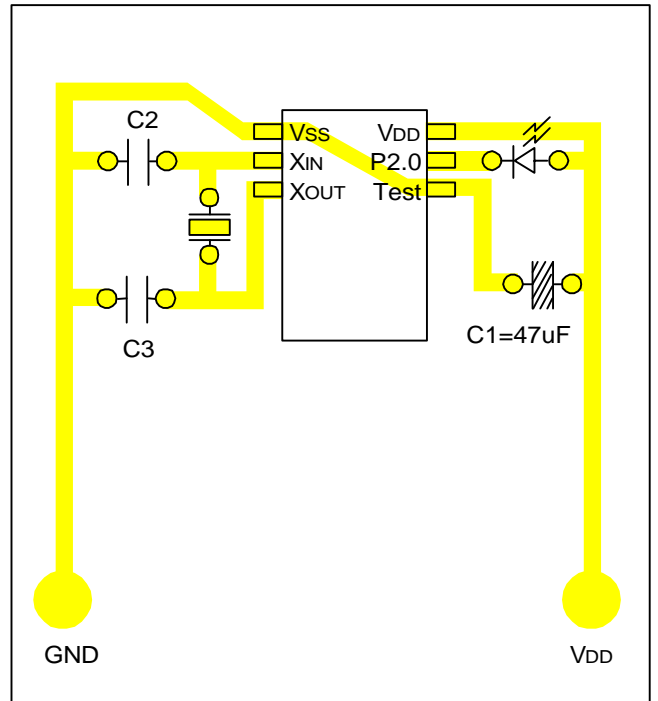 C2
VSS VDD
XIN P2.0
XOUT Test
C3
C1=47uF
GND VDD